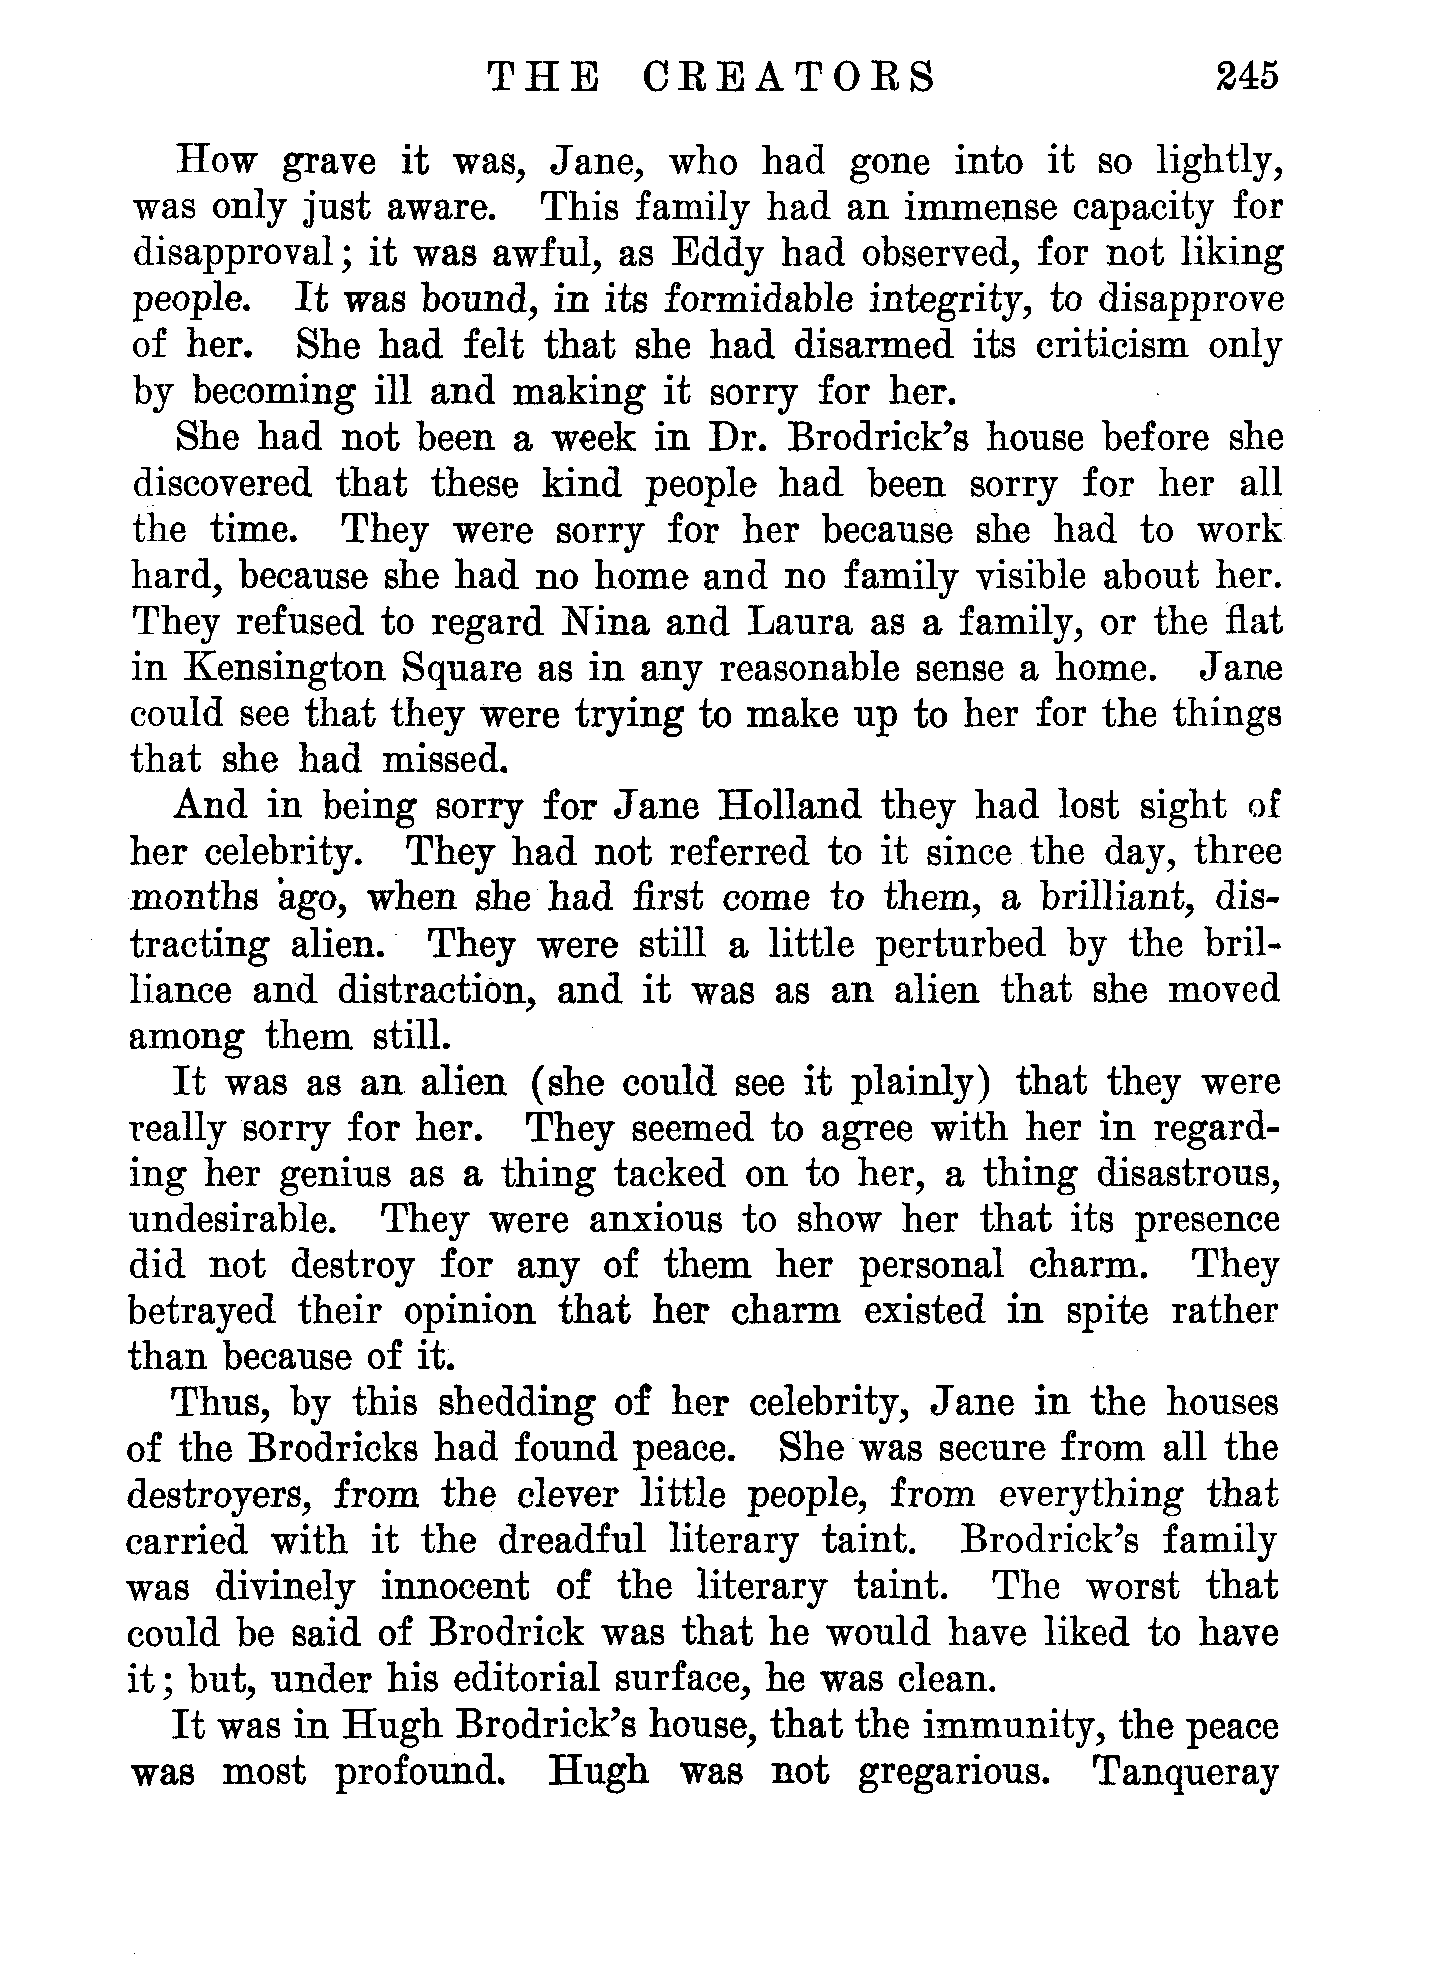 THE CREATORS 245
How grave it was, Jane, who had gone into it so lightly,
was only just aware. This family had an immense capacity for
disapproval; it was awful, as Eddy had observed, for not liking
people. It was bound, in its formidable integrity, to disapprove
of her. She had felt that she had disarmed its criticism only
by becoming ill and making it sorry for her.
She had not been a week in Dr. Brodrick's house before she
discovered that these kind people had been sorry for her all
the time. They were sorry for her because she had to work
hard, because she had no home and no family visible about her.
They refused to regard Nina and Laura as a family, or the flat
in Kensington Square as in any reasonable sense a home. Jane
could see that they were trying to make up to her for the things
that she had missed.
And in being sorry for Jane Holland they had lost sight of
her celebrity. They had not referred to it since the day, three
months ago, when she had first come to them, a brilliant, dis-
tracting alien. They were still a little perturbed by the bril-
liance and distraction, and it was as an alien that she moved
among them still.
It was as an alien (she could see it plainly) that they were
really sorry for her. They seemed to agree with her in regard-
ing her genius as a thing tacked on to her, a thing disastrous,
undesirable. They were anxious to show her that its presence
did not destroy for any of them her personal charm. They
betrayed their opinion that her charm existed in spite rather
than because of it.
Thus, by this shedding of her celebrity, Jane in the houses
of the Brodricks had found peace. She was secure from all the
destroyers, from the clever little people, from everything that
carried with it the dreadful literary taint. Brodrick's family
was divinely innocent of the literary taint. The worst that
could be said of Brodrick was that he would have liked to have
it; but, under his editorial surface, he was clean.
It was in Hugh Brodrick's house, that the immunity, the peace
was most profound. Hugh was not gregarious. Tanqueray